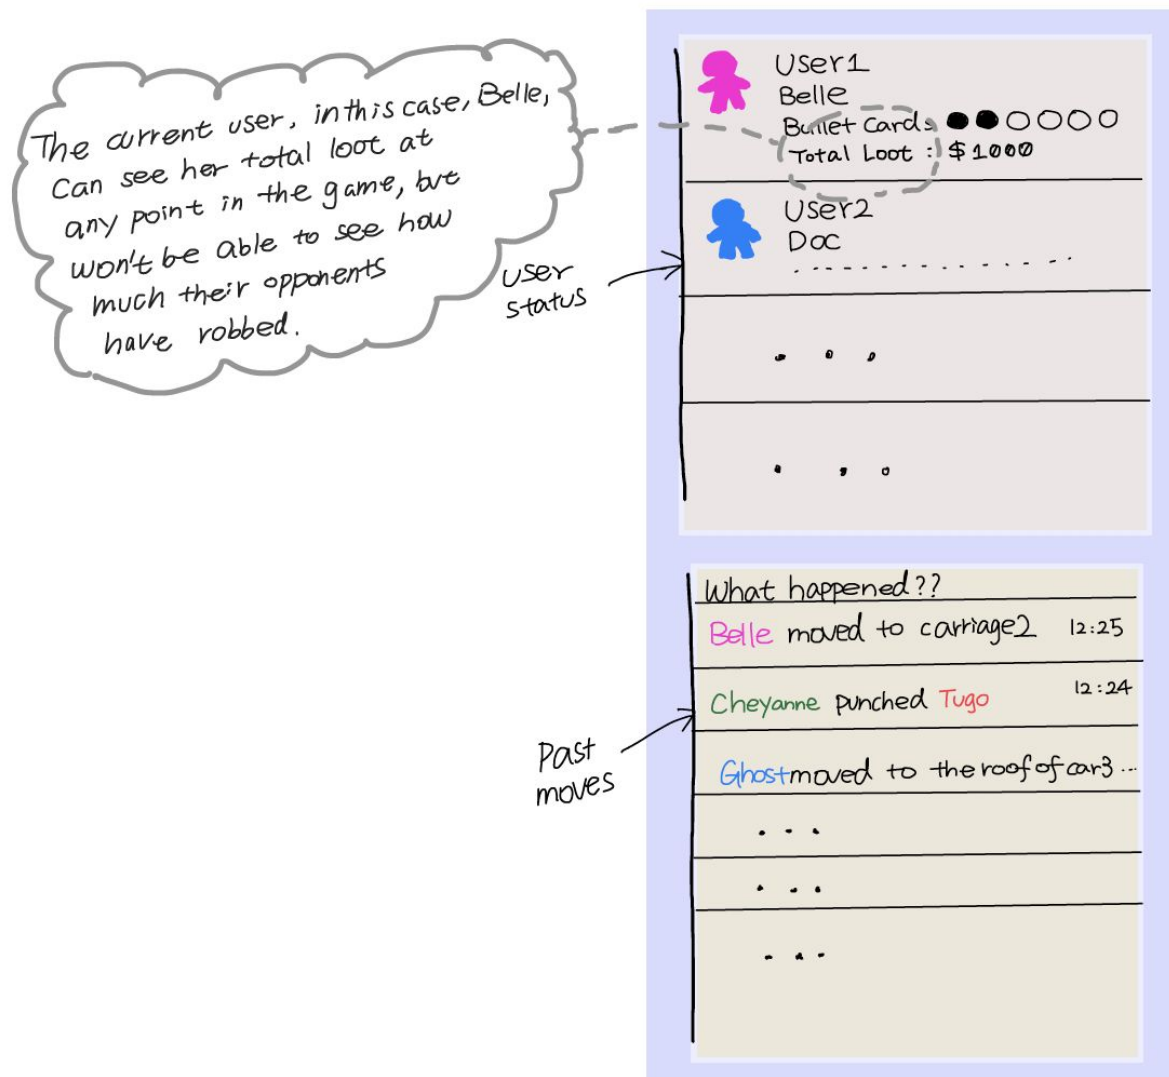 The current user, in this case, Belle,
Can see her total loot at
any point in the game, but
won't be able to see how
much their opponents
have robbed.
User1
Belle
Bullet Cards
Total Loot : $1000
User2
Doc
user
status
What happened??
Belle moved to carriage2 12:25
Cheyanne punched Tugo 12:24
Ghost moved to the roof of car3 ...
Past
moves